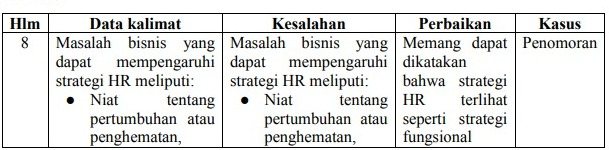 Hlm Data kalimat Kesalahan Perbaikan Kasus
8 Masalah bisnis yang Masalah bisnis yang Memang dapat Penomoran
dapat mempengaruhi dapat mempengaruhi dikatakan
strategi HR meliputi: strategi HR meliputi: bahwa strategi
● Niat tentang ● Niat tentang HR terlihat
pertumbuhan atau pertumbuhan atau seperti strategi
penghematan, penghematan, fungsional